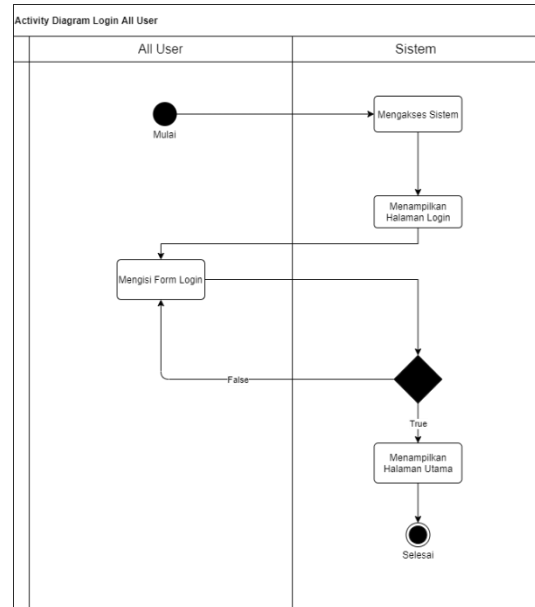 Activity Diagram Login All User
All User
Sistem
Mulai
Mengakses Sistem
Menampilkan
Halaman Login
Mengisi Form Login
False
True
Menampilkan
Halaman Utama
Selesai